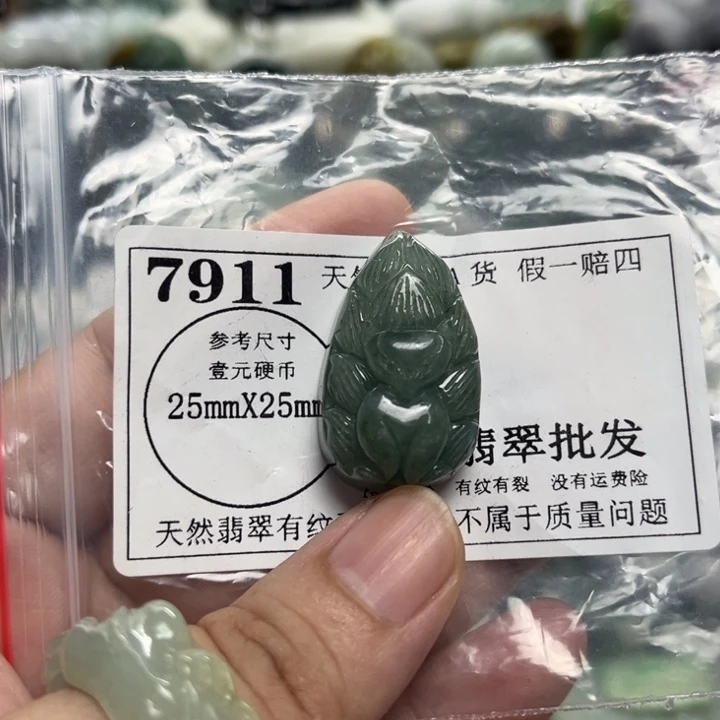 7911 天 A货 假一赔四
参考尺寸
壹元硬币
25mmX25mm
翡翠批发
有纹有裂 没有运费险
天然翡翠有纹 不属于质量问题